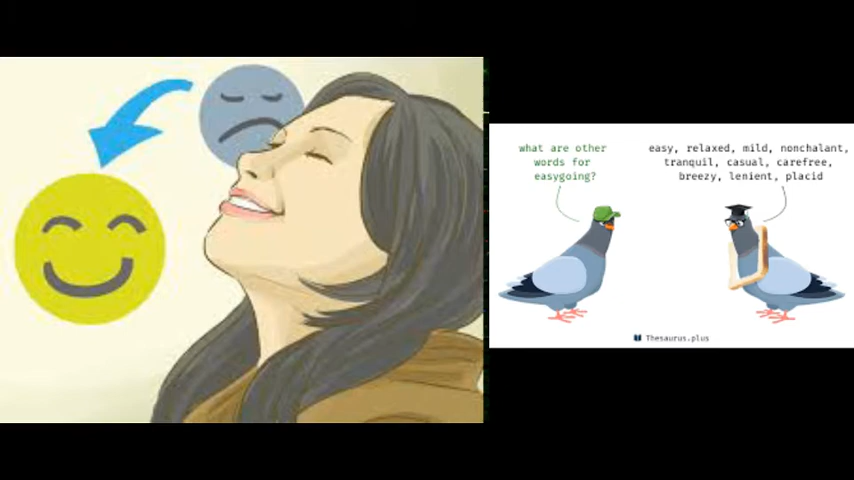 what are other
words for
easygoing?
easy, relaxed, mild, nonchalant,
tranquil, casual, carefree,
breezy, lenient, placid
Thesaurus.plus